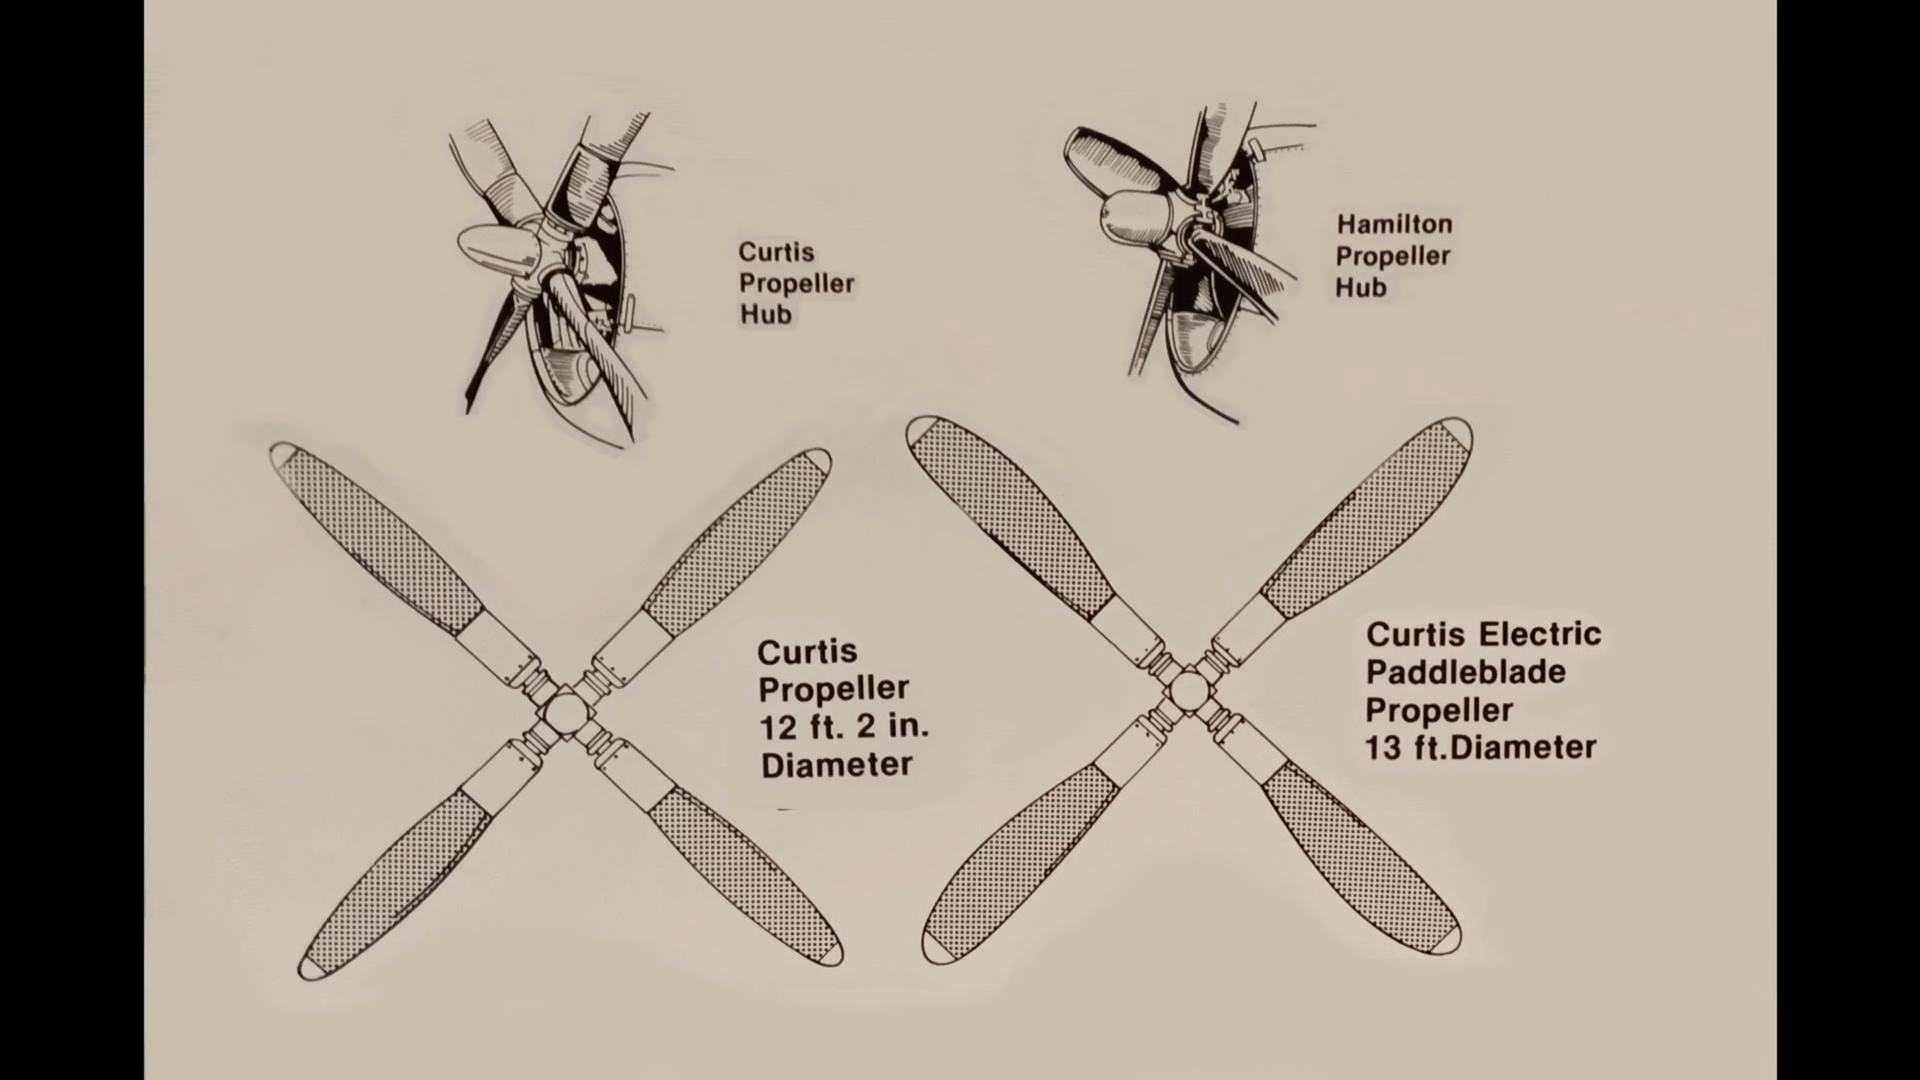 Curtis
Propeller
Hub
Hamilton
Propeller
Hub
Curtis
Propeller
12 ft. 2 in.
Diameter
Curtis Electric
Paddleblade
Propeller
13 ft.Diameter